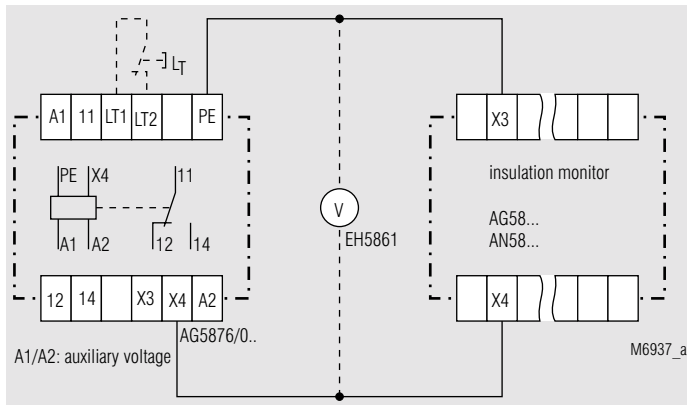 LT
A1 11 LT1 LT2 PE
X3
PE X4 11
insulation monitor
V
AG58...
AN58...
EH5861
A1 A2 12 14
12 14 X3 X4 A2
X4
AG5876/0..
A1/A2: auxiliary voltage
M6937_a